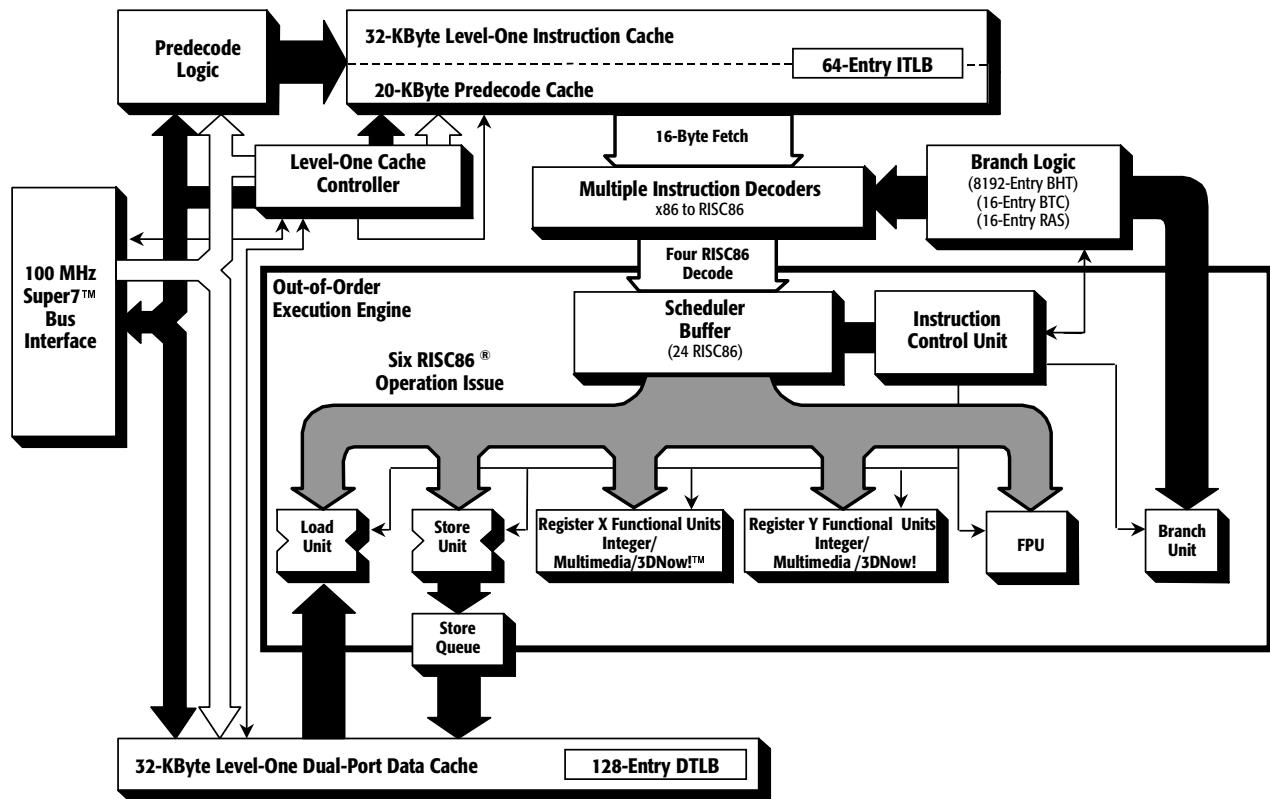 Predecode
Logic
32-KByte Level-One Instruction Cache
64-Entry ITLB
20-KByte Predecode Cache
16-Byte Fetch
Level-One Cache
Controller
Multiple Instruction Decoders
x86 to RISC86
Branch Logic
(8192-Entry BHT)
(16-Entry BTC)
(16-Entry RAS)
100 MHz
Super7™
Bus
Interface
Four RISC86
Decode
Out-of-Order
Execution Engine
Scheduler
Buffer
(24 RISC86)
Instruction
Control Unit
Six RISC86 ®
Operation Issue
Load
Unit
Store
Unit
Register X Functional Units
Integer/
Multimedia/3DNow!™
Register Y Functional Units
Integer/
Multimedia /3DNow!
FPU
Branch
Unit
Store
Queue
32-KByte Level-One Dual-Port Data Cache
128-Entry DTLB